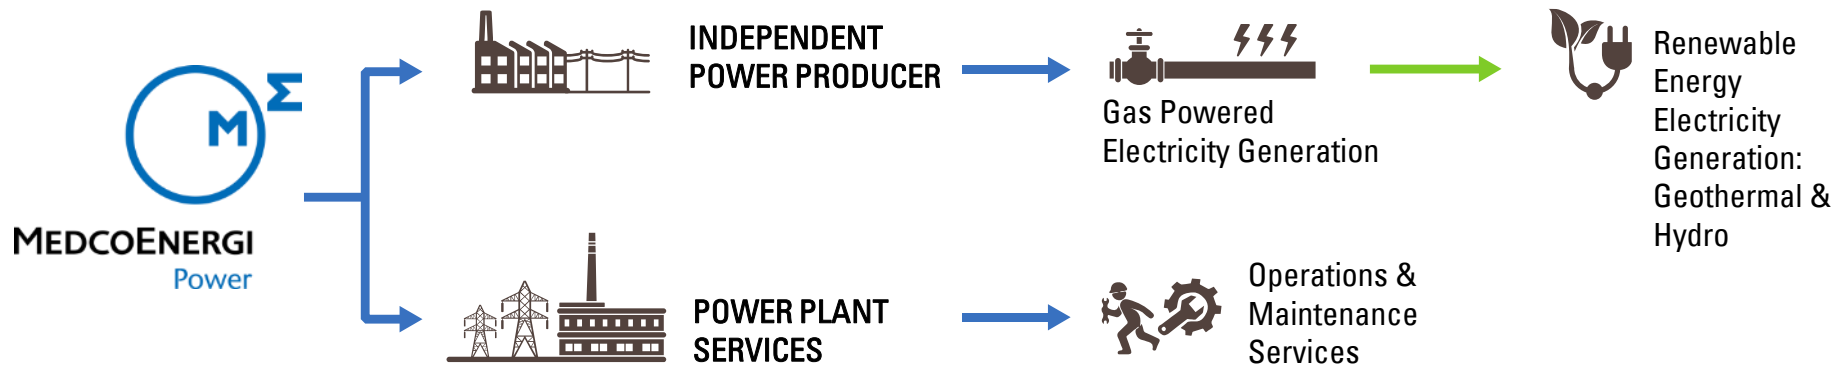 M
Σ
MEDCOENERGI
Power
INDEPENDENT
POWER PRODUCER
Gas Powered
Electricity Generation
Renewable
Energy
Electricity
Generation:
Geothermal &
Hydro
POWER PLANT
SERVICES
Operations &
Maintenance
Services